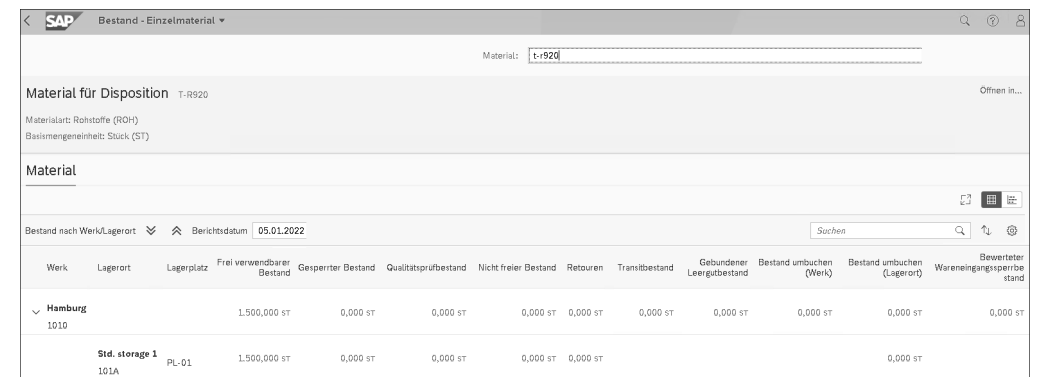 SAP Bestand - Einzelmaterial
Material: t-r920
Material für Disposition T-R920
Öffnen in...
Materialart: Rohstoffe (ROH)
Basismengeneinheit: Stück (ST)
Material
Bestand nach Werk/Lagerort Berichtsdatum 05.01.2022 Suchen
Werk Lagerort Lagerplatz Frei verwendbarer Bestand Gesperrter Bestand Qualitätsprüfbestand Nicht freier Bestand Retouren Transitbestand Gebundener Leergutbestand Bestand umbuchen (Werk) Bestand umbuchen (Lagerort) Bewerteter Wareneingangssperrbestand
Hamburg
1010
1.500,000 ST 0,000 ST 0,000 ST 0,000 ST 0,000 ST 0,000 ST 0,000 ST 0,000 ST 0,000 ST 0,000 ST
Std. storage 1
101A
PL-01 1.500,000 ST 0,000 ST 0,000 ST 0,000 ST 0,000 ST 0,000 ST